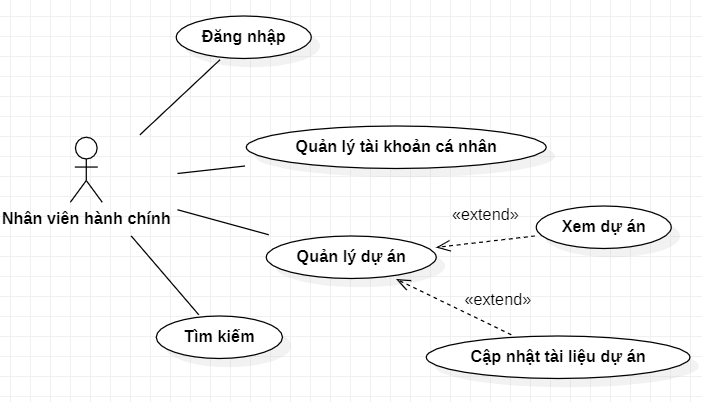 Đăng nhập
Quản lý tài khoản cá nhân
Nhân viên hành chính
«extend»
Xem dự án
Quản lý dự án
«extend»
Tìm kiếm
Cập nhật tài liệu dự án